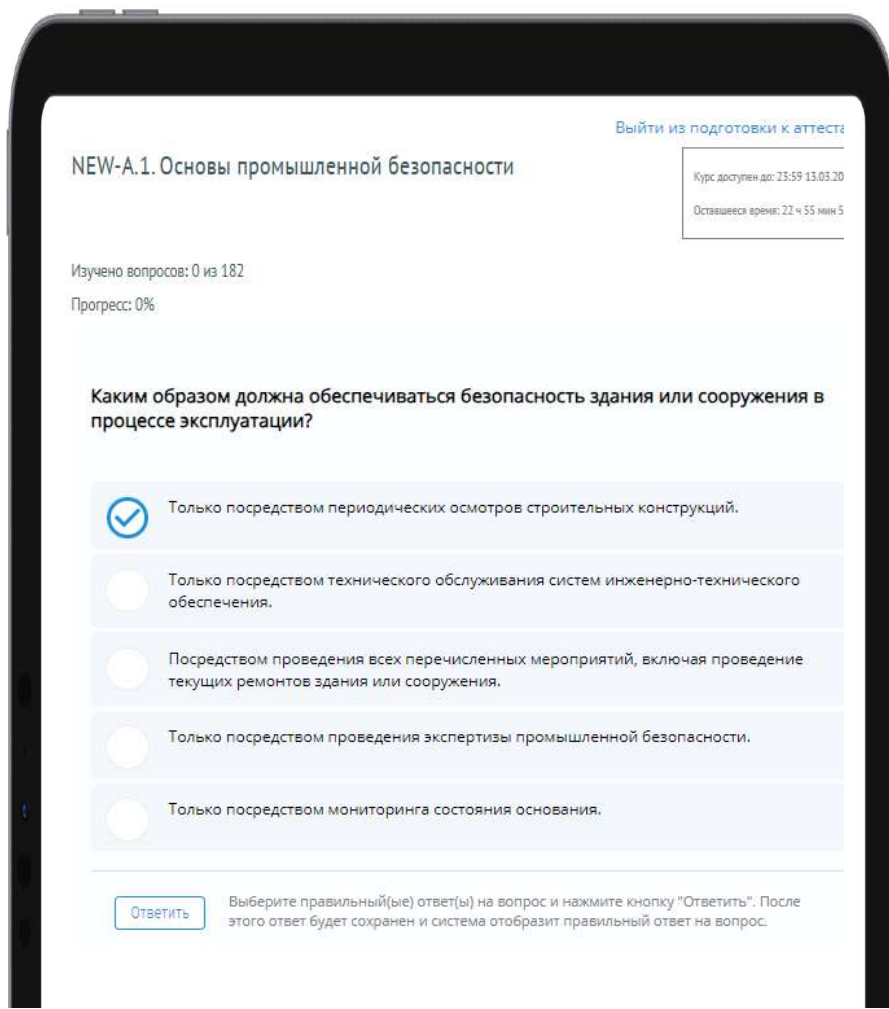 Выйти из подготовки к аттеста
NEW-А.1. Основы промышленной безопасности
Курс доступен до: 23:59 13.03.20
Оставшееся время: 22 ч 55 мин 5
Изучено вопросов: 0 из 182
Прогресс: 0%
Каким образом должна обеспечиваться безопасность здания или сооружения в
процессе эксплуатации?
Только посредством периодических осмотров строительных конструкций.
Только посредством технического обслуживания систем инженерно-технического
обеспечения.
Посредством проведения всех перечисленных мероприятий, включая проведение
текущих ремонтов здания или сооружения.
Только посредством проведения экспертизы промышленной безопасности.
Только посредством мониторинга состояния основания.
Ответить
Выберите правильный(ые) ответ(ы) на вопрос и нажмите кнопку "Ответить". После
этого ответ будет сохранен и система отобразит правильный ответ на вопрос.